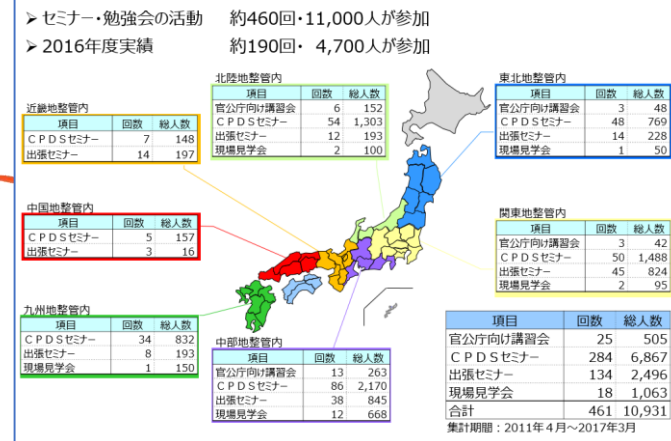 ➤ セミナー・勉強会の活動 約460回・11,000人が参加
➤ 2016年度実績 約190回・ 4,700人が参加
北陸地整管内
項目 回数 総人数
官公庁向け講習会 6 152
ＣＰＤＳセミナー 54 1,303
出張セミナー 12 193
現場見学会 2 100
東北地整管内
項目 回数 総人数
官公庁向け講習会 3 48
ＣＰＤＳセミナー 48 769
出張セミナー 14 228
現場見学会 1 50
近畿地整管内
項目 回数 総人数
ＣＰＤＳセミナー 7 148
出張セミナー 14 197
中国地整管内
項目 回数 総人数
ＣＰＤＳセミナー 5 157
出張セミナー 3 16
関東地整管内
項目 回数 総人数
官公庁向け講習会 3 42
ＣＰＤＳセミナー 50 1,488
出張セミナー 45 824
現場見学会 2 95
九州地整管内
項目 回数 総人数
ＣＰＤＳセミナー 34 832
出張セミナー 8 193
現場見学会 1 150
中部地整管内
項目 回数 総人数
官公庁向け講習会 13 263
ＣＰＤＳセミナー 86 2,170
出張セミナー 38 845
現場見学会 12 668
項目 回数 総人数
官公庁向け講習会 25 505
ＣＰＤＳセミナー 284 6,867
出張セミナー 134 2,496
現場見学会 18 1,063
合計 461 10,931
集計期間：2011年４月～2017年3月